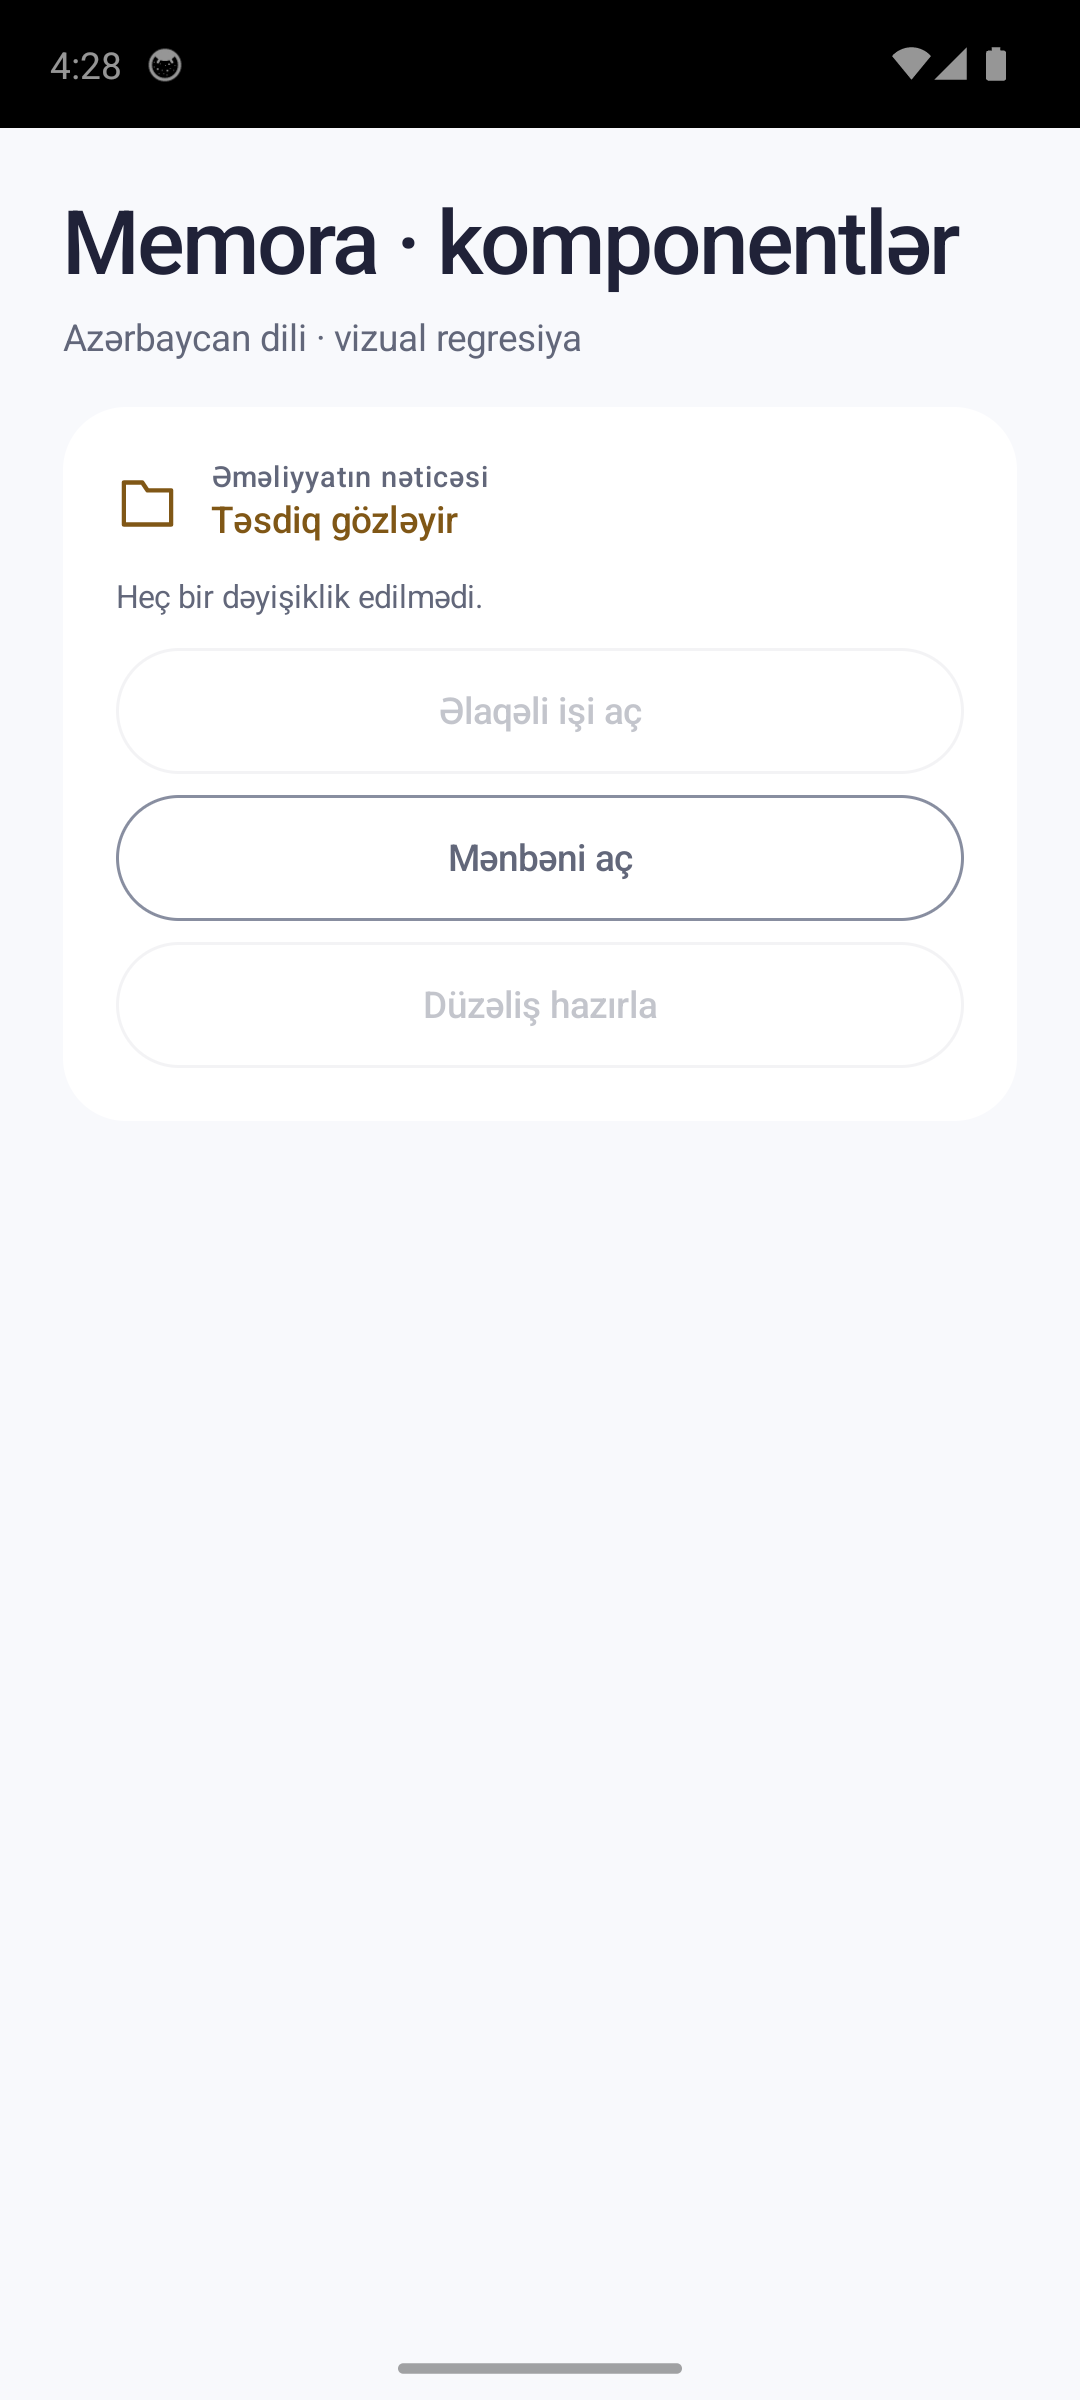 4:28
Memora · komponentlər
Azərbaycan dili · vizual regresiya
Əməliyyatın nəticəsi
Təsdiq gözləyir
Heç bir dəyişiklik edilmədi.
Əlaqəli işi aç
Mənbəni aç
Düzəliş hazırla